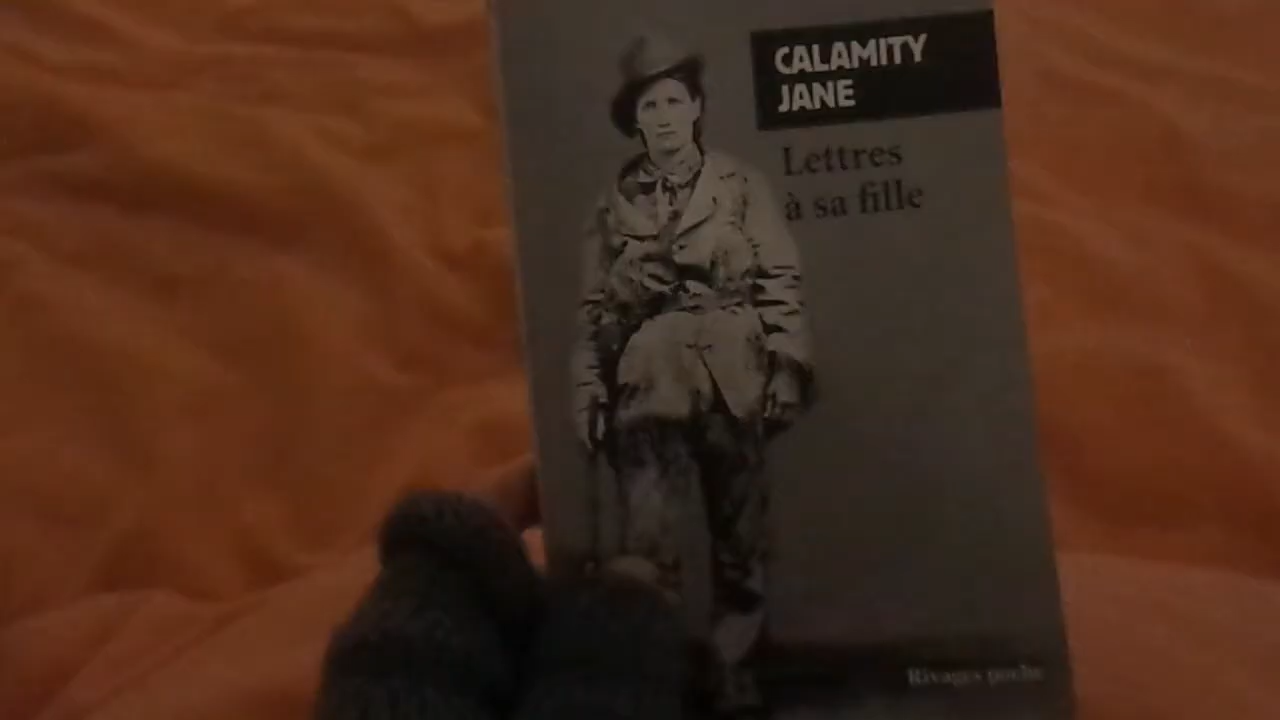 CALAMITY
JANE
Lettres
à sa fille
Rivages poche